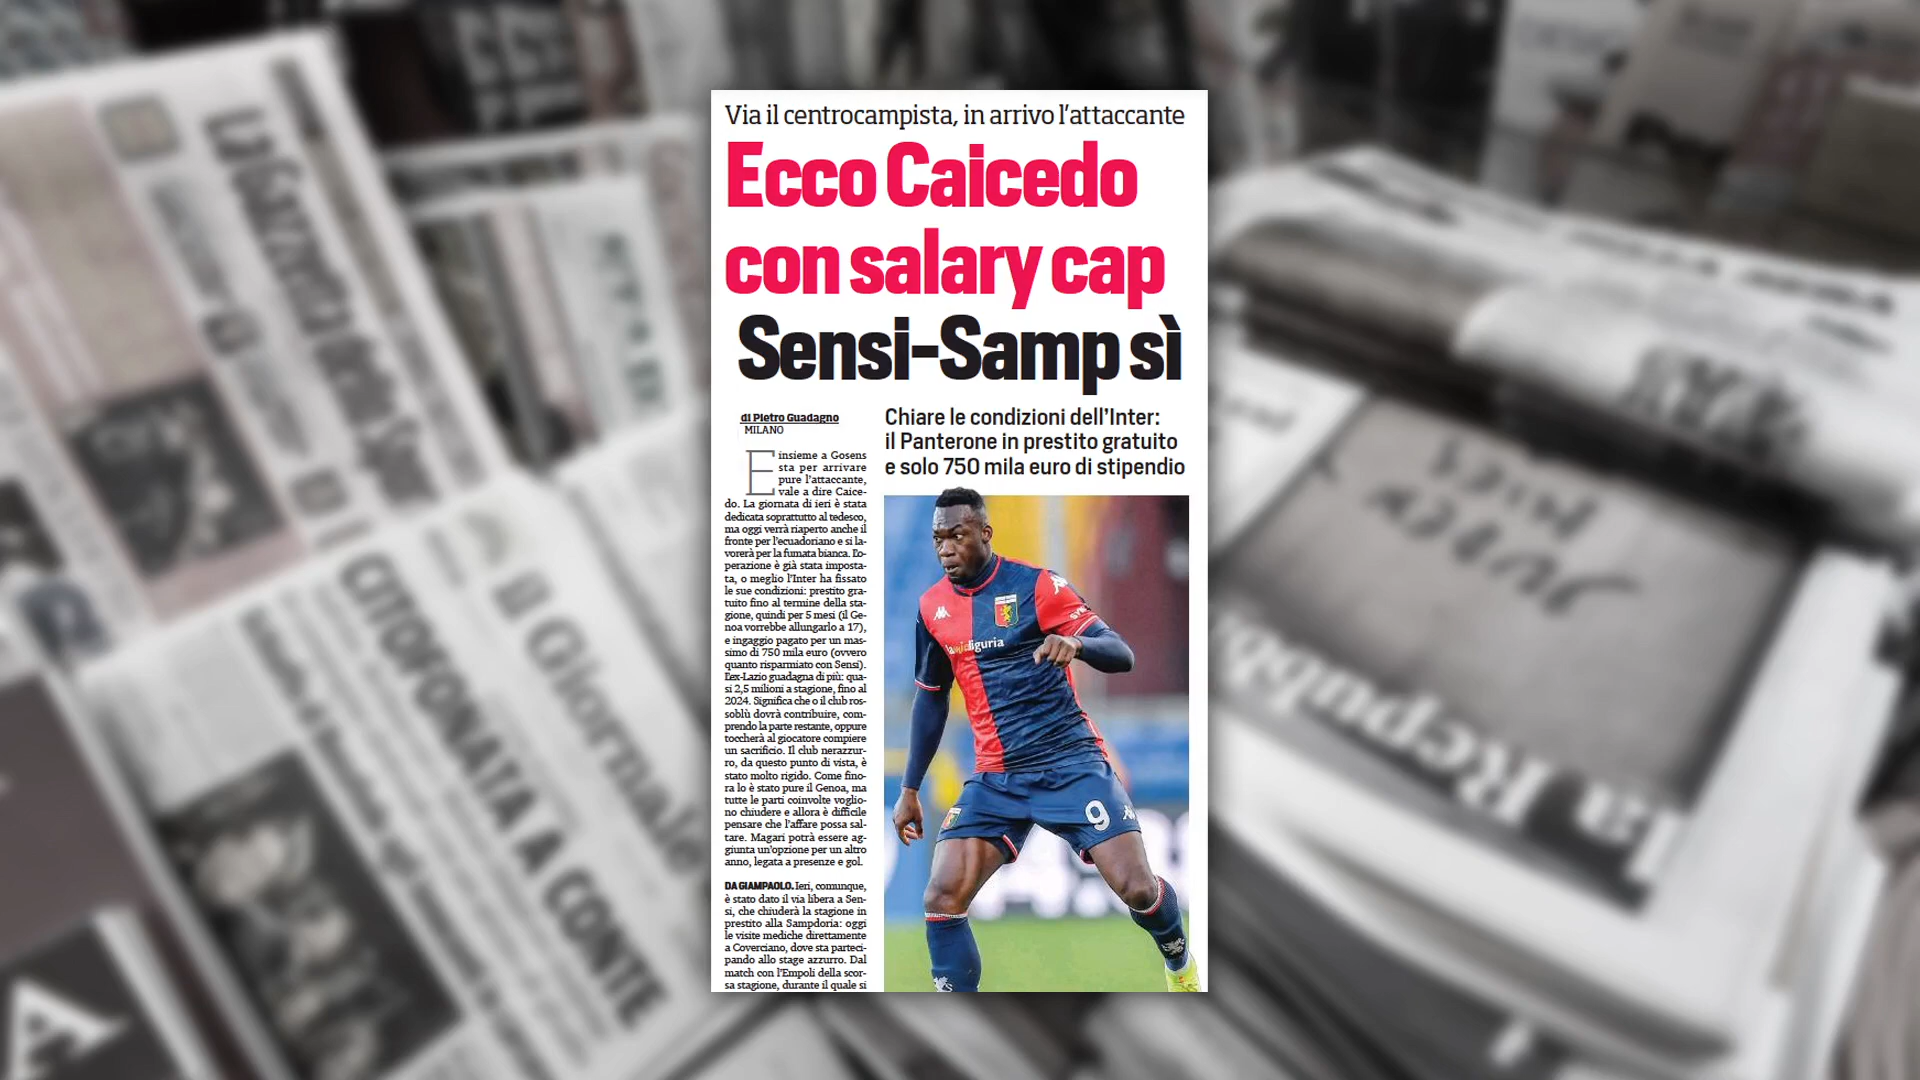 Via il centrocampista, in arrivo l'attaccante
Ecco Caicedo
con salary cap
Sensi-Samp sì
di Pietro Guadagno
MILANO
Chiare le condizioni dell'Inter:
il Panterone in prestito gratuito
e solo 750 mila euro di stipendio
E insieme a Gosens
sta per arrivare
pure l'attaccante,
vale a dire Caice-
do. La giornata di ieri è stata
dedicata soprattutto al tedesco,
ma oggi verrà riaperto anche il
fronte per l'ecuadoriano e si la-
vorerà per la fumata bianca. L'o-
perazione è già stata imposta-
ta, o meglio l'Inter ha fissato
le sue condizioni: prestito gra-
tuito fino al termine della sta-
gione, quindi per 5 mesi (il Ge-
noa vorrebbe allungarlo a 17),
e ingaggio pagato per un mas-
simo di 750 mila euro (ovvero
quanto risparmiato con Sensi).
L'ex-Lazio guadagna di più: qua-
si 2,5 milioni a stagione, fino al
2024. Significa che o il club ros-
soblù dovrà contribuire, com-
prendo la parte restante, oppure
toccherà al giocatore compiere
un sacrificio. Il club nerazzur-
ro, da questo punto di vista, è
stato molto rigido. Come fino-
ra lo è stato pure il Genoa, ma
tutte le parti coinvolte voglio-
no chiudere e allora è difficile
pensare che l'affare possa sal-
tare. Magari potrà essere ag-
giunta un'opzione per un altro
anno, legata a presenze e gol.
DA GIAMPAOLO. Ieri, comunque,
è stato dato il via libera a Sen-
si, che chiuderà la stagione in
prestito alla Sampdoria: oggi
le visite mediche direttamente
a Coverciano, dove sta parteci-
pando allo stage azzurro. Dal
match con l'Empoli della scor-
sa stagione, durante il quale si
liguria
9
La Gazzetta dello Sport
il Giornale
CITOFONATA A CONTE
la Repubb
A